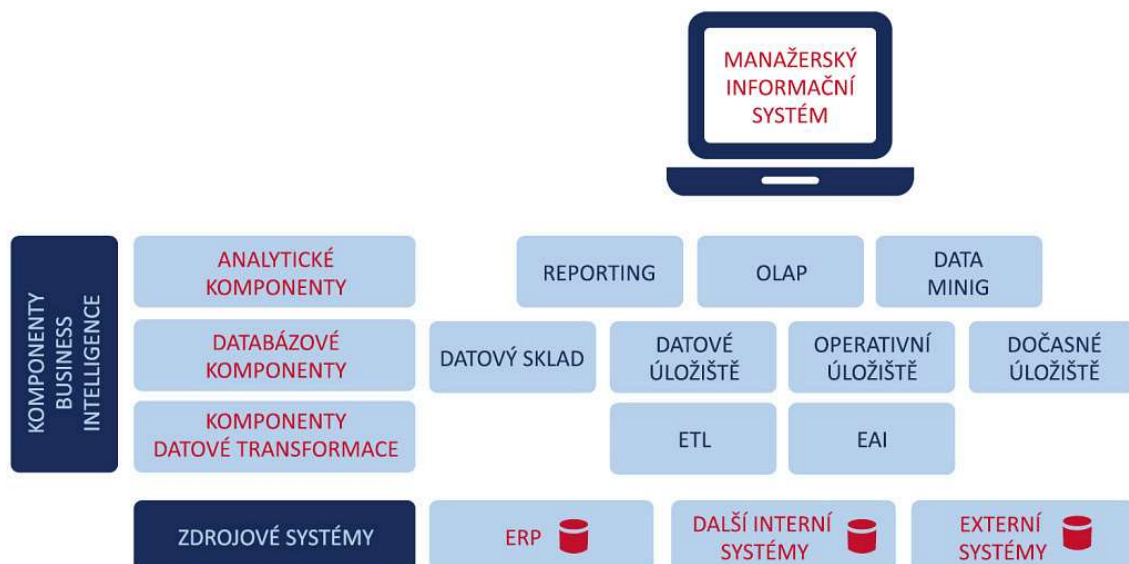 MANAŽERSKÝ
INFORMAČNÍ
SYSTÉM
KOMPONENTY
BUSINESS
INTELLIGENCE
ANALYTICKÉ
KOMPONENTY
REPORTING
OLAP
DATA
MINIG
DATABÁZOVÉ
KOMPONENTY
DATOVÝ SKLAD
DATOVÉ
ÚLOŽIŠTĚ
OPERATIVNÍ
ÚLOŽIŠTĚ
DOČASNÉ
ÚLOŽIŠTĚ
KOMPONENTY
DATOVÉ TRANSFORMACE
ETL
EAI
ZDROJOVÉ SYSTÉMY
ERP
DALŠÍ INTERNÍ
SYSTÉMY
EXTERNÍ
SYSTÉMY